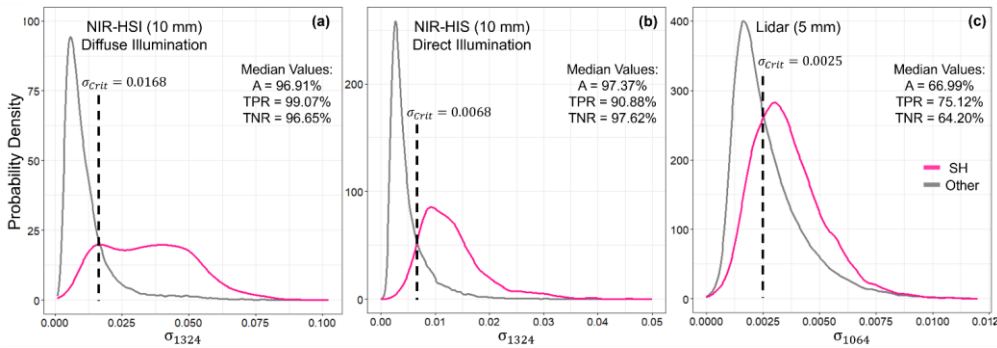 (a)
NIR-HSI (10 mm)
Diffuse Illumination
σCrit = 0.0168
Median Values:
A = 96.91%
TPR = 99.07%
TNR = 96.65%
Probability Density
100
75
50
25
0
0.000 0.025 0.050 0.075 0.100
σ1324
(b)
NIR-HIS (10 mm)
Direct Illumination
σCrit = 0.0068
Median Values:
A = 97.37%
TPR = 90.88%
TNR = 97.62%
200
100
0
0.00 0.01 0.02 0.03 0.04 0.05
σ1324
(c)
Lidar (5 mm)
σCrit = 0.0025
Median Values:
A = 66.99%
TPR = 75.12%
TNR = 64.20%
SH
Other
400
300
200
100
0
0.0000 0.0025 0.0050 0.0075 0.0100 0.012
σ1064